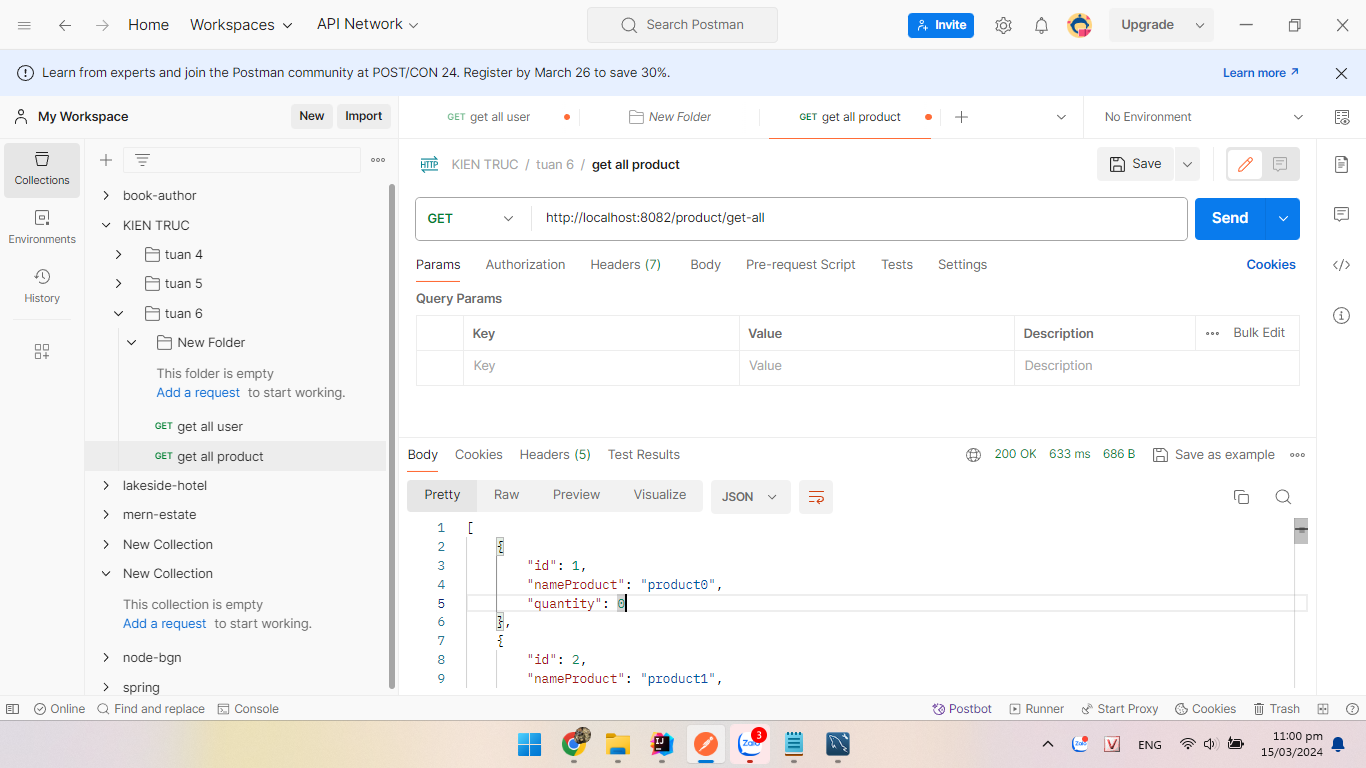 Home Workspaces API Network Search Postman Invite Upgrade
Learn from experts and join the Postman community at POST/CON 24. Register by March 26 to save 30%. Learn more
My Workspace New Import
GET get all user New Folder GET get all product No Environment
Collections
Environments
History
book-author
KIEN TRUC
tuan 4
tuan 5
tuan 6
New Folder
This folder is empty
Add a request to start working.
GET get all user
GET get all product
lakeside-hotel
mern-estate
New Collection
New Collection
This collection is empty
Add a request to start working.
node-bgn
spring
HTTP KIEN TRUC / tuan 6 / get all product Save
GET http://localhost:8082/product/get-all Send
Params Authorization Headers (7) Body Pre-request Script Tests Settings Cookies
Query Params
Key Value Description Bulk Edit
Key Value Description
Body Cookies Headers (5) Test Results 200 OK 633 ms 686 B Save as example
Pretty Raw Preview Visualize JSON
1 [
2 {
3 "id": 1,
4 "nameProduct": "product0",
5 "quantity": 0
6 },
7 {
8 "id": 2,
9 "nameProduct": "product1",
Online Find and replace Console Postbot Runner Start Proxy Cookies Trash
Zalo 3 Zalo V ENG 11:00 pm
15/03/2024